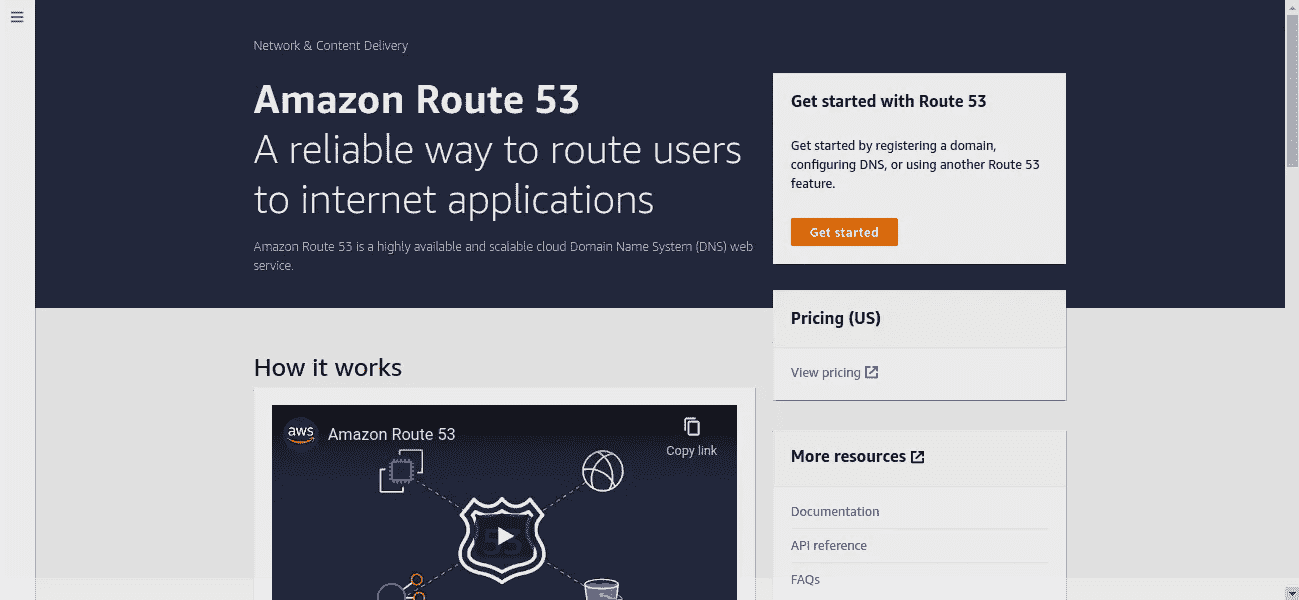 Network & Content Delivery
Amazon Route 53
A reliable way to route users
to internet applications
Amazon Route 53 is a highly available and scalable cloud Domain Name System (DNS) web
service.
Get started with Route 53
Get started by registering a domain,
configuring DNS, or using another Route 53
feature.
Get started
Pricing (US)
View pricing
How it works
aws
Amazon Route 53
Copy link
53
More resources
Documentation
API reference
FAQs